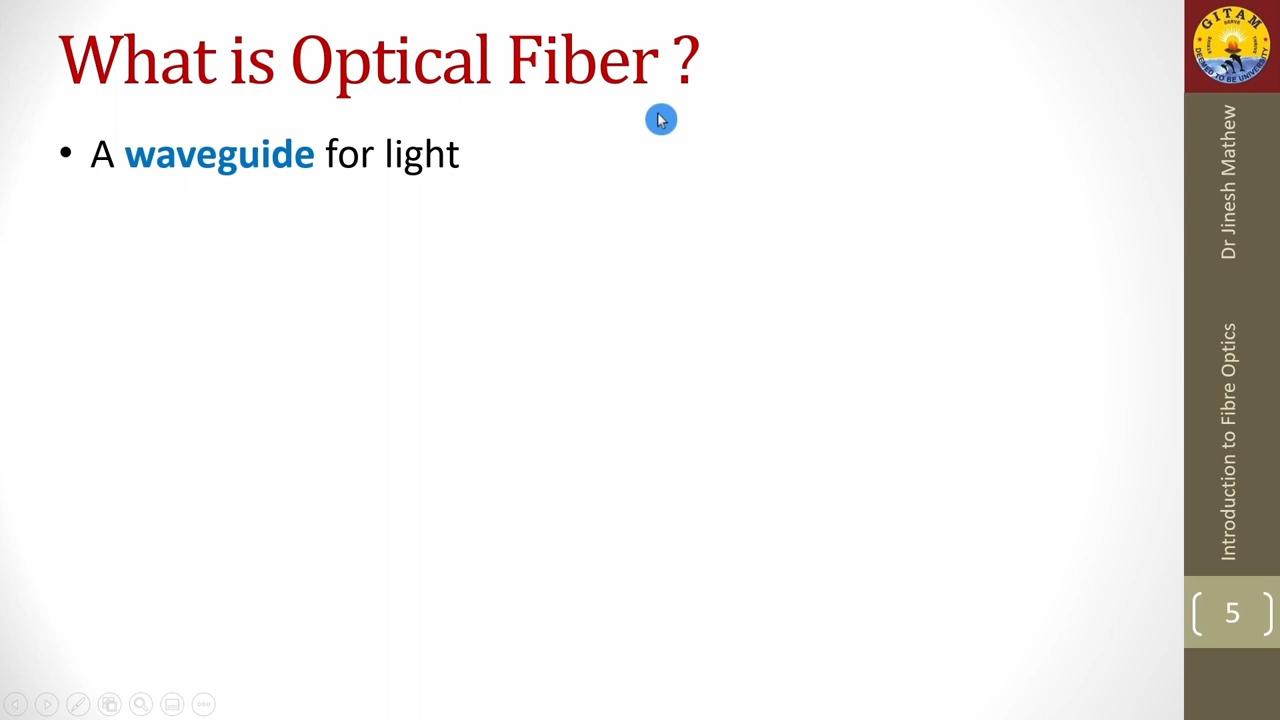 What is Optical Fiber ?
• A waveguide for light
GITAM
SERVE
DEEMED TO BE UNIVERSITY
Dr Jinesh Mathew
Introduction to Fibre Optics
5